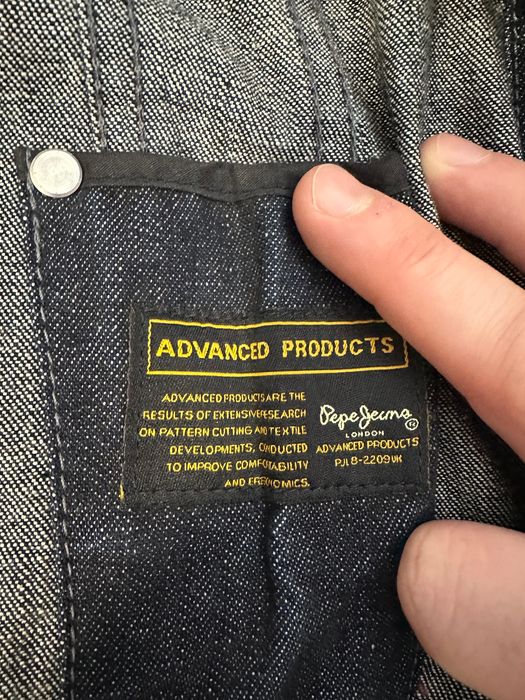 ADVANCED PRODUCTS
ADVANCED PRODUCTS ARE THE
RESULTS OF EXTENSIVE RESEARCH
ON PATTERN CUTTING AND TEXTILE
DEVELOPMENTS, CONDUCTED
TO IMPROVE COMFORTABILITY
AND ERGONOMICS.
Pepe Jeans
LONDON
ADVANCED PRODUCTS
PJL8-2209UK